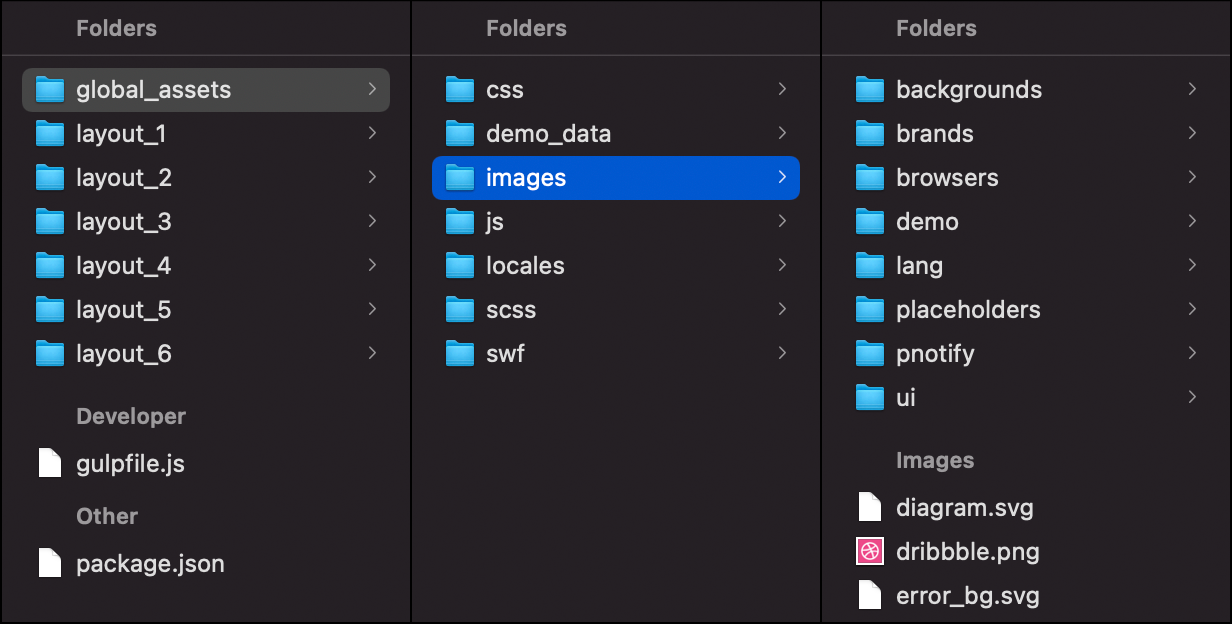 Folders
global_assets
layout_1
layout_2
layout_3
layout_4
layout_5
layout_6
Developer
gulpfile.js
Other
package.json
Folders
css
demo_data
images
js
locales
scss
swf
Folders
backgrounds
brands
browsers
demo
lang
placeholders
pnotify
ui
Images
diagram.svg
dribbble.png
error_bg.svg